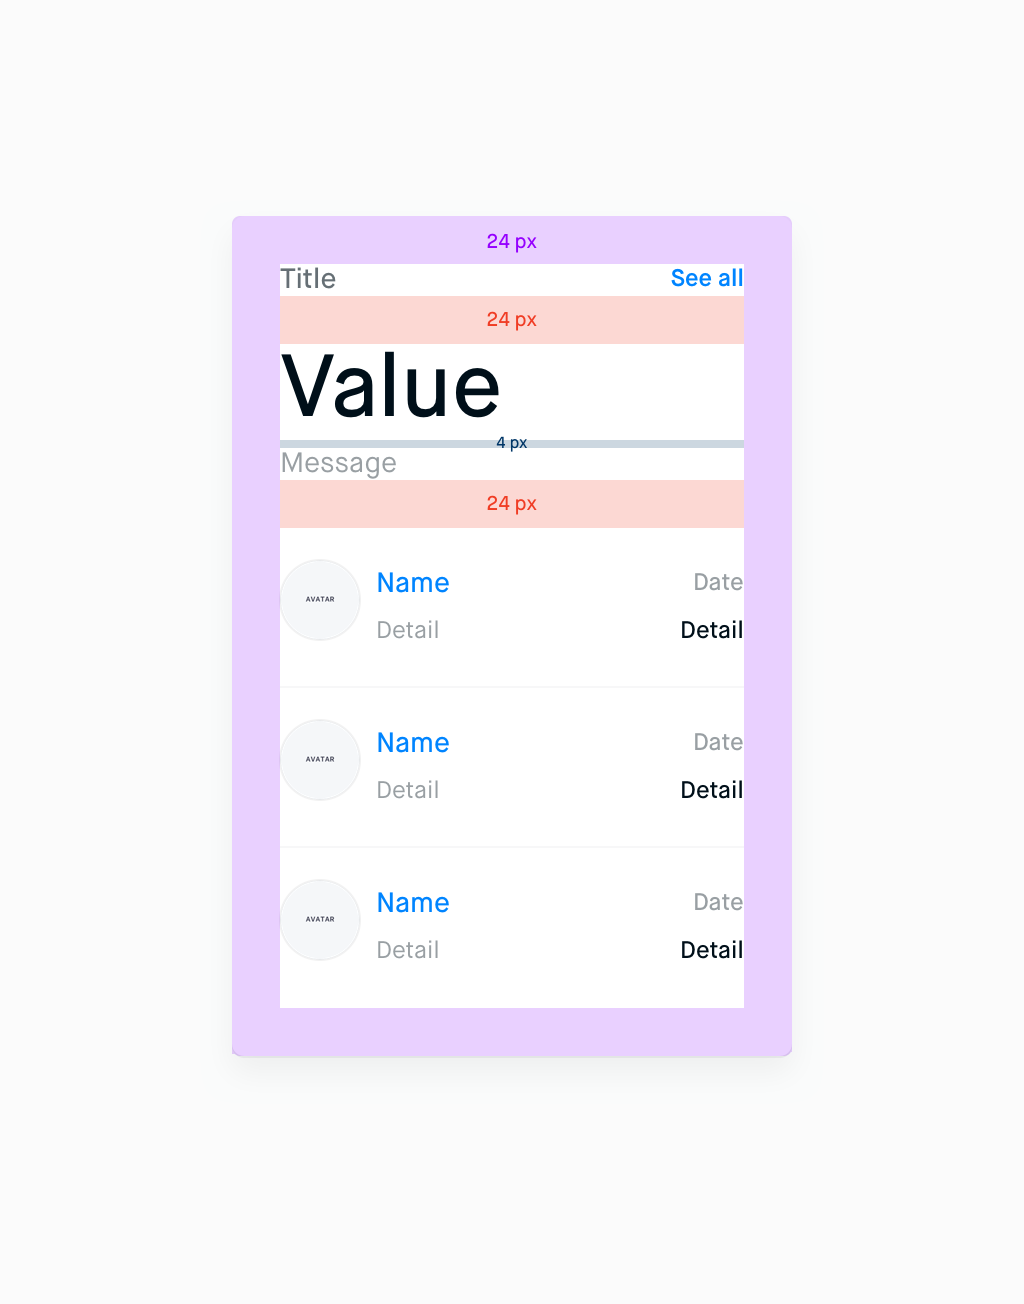 24 px
Title See all
24 px
Value
4 px
Message
24 px
AVATAR Name Date
Detail Detail
AVATAR Name Date
Detail Detail
AVATAR Name Date
Detail Detail